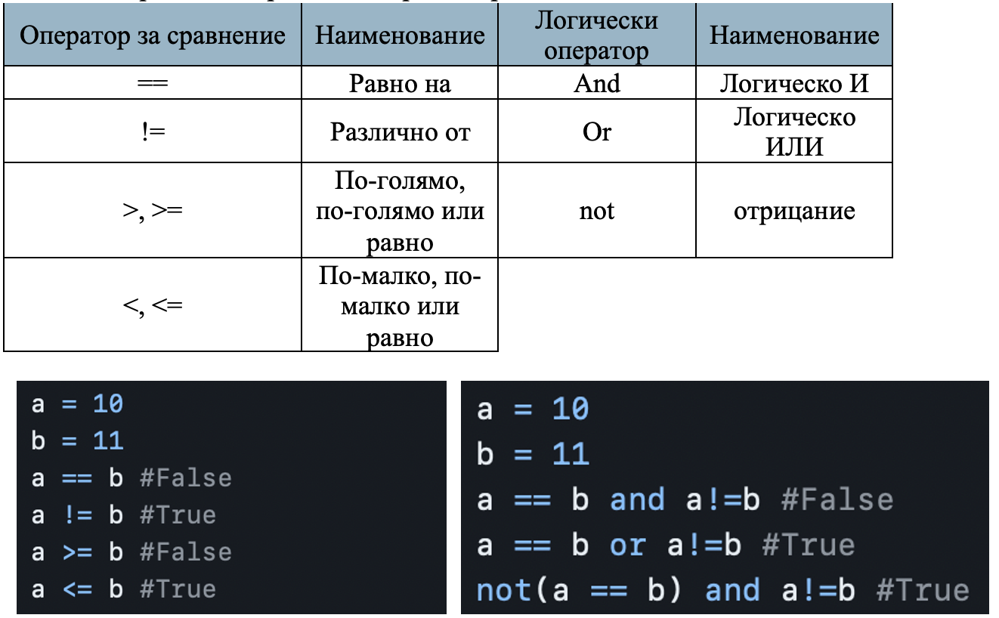 Оператор за сравнение
Наименование
Логически
оператор
Наименование
==
Равно на
And
Логическо И
!=
Различно от
Or
Логическо
ИЛИ
>, >=
По-голямо,
по-голямо или
равно
not
отрицание
<, <=
По-малко, по-
малко или
равно
a = 10
b = 11
a == b #False
a != b #True
a >= b #False
a <= b #True
a = 10
b = 11
a == b and a!=b #False
a == b or a!=b #True
not(a == b) and a!=b #True